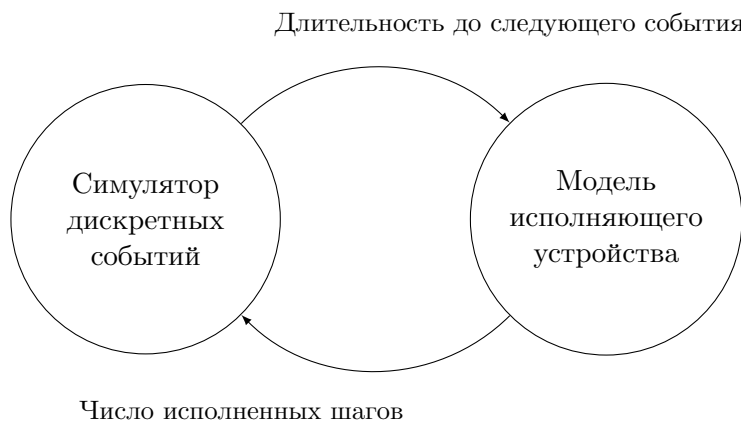 Длительность до следующего события
Симулятор
дискретных
событий
Модель
исполняющего
устройства
Число исполненных шагов